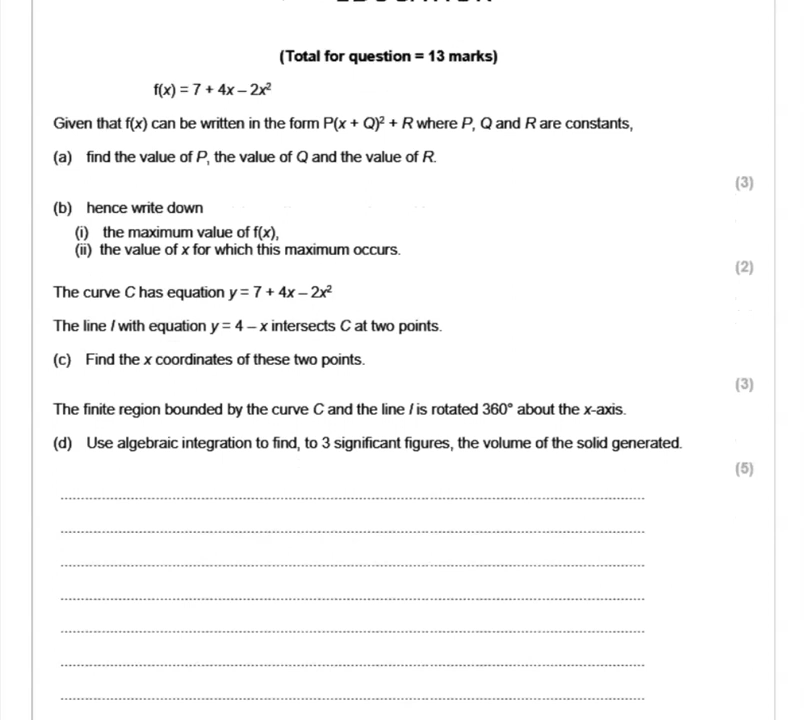 (Total for question = 13 marks)
f(x) = 7 + 4x – 2x²
Given that f(x) can be written in the form P(x + Q)² + R where P, Q and R are constants,
(a) find the value of P, the value of Q and the value of R.
(3)
(b) hence write down
(i) the maximum value of f(x),
(ii) the value of x for which this maximum occurs.
(2)
The curve C has equation y = 7 + 4x – 2x²
The line l with equation y = 4 – x intersects C at two points.
(c) Find the x coordinates of these two points.
(3)
The finite region bounded by the curve C and the line l is rotated 360° about the x-axis.
(d) Use algebraic integration to find, to 3 significant figures, the volume of the solid generated.
(5)